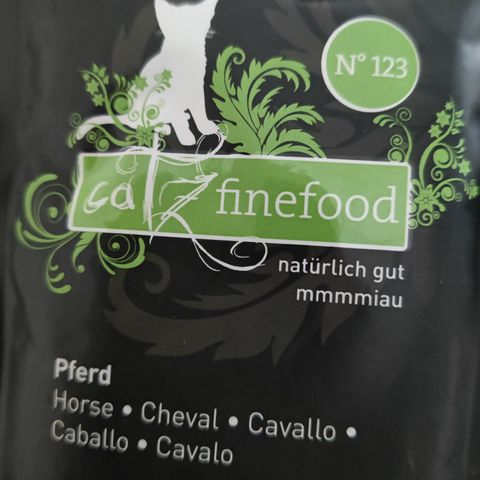 N° 123
catz finefood
natürlich gut
mmmmiau
Pferd
Horse • Cheval • Cavallo •
Caballo • Cavalo